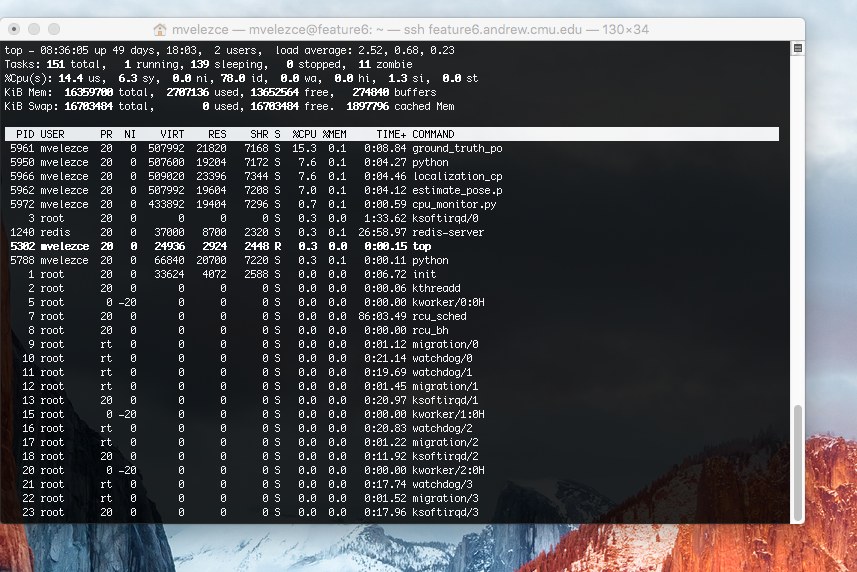 mvelezce — mvelezce@feature6: ~ — ssh feature6.andrew.cmu.edu — 130×34
top - 08:36:05 up 49 days, 18:03,  2 users,  load average: 2.52, 0.68, 0.23
Tasks: 151 total,   1 running, 139 sleeping,   0 stopped,  11 zombie
%Cpu(s): 14.4 us,  6.3 sy,  0.0 ni, 78.0 id,  0.0 wa,  0.0 hi,  1.3 si,  0.0 st
KiB Mem:  16359700 total,  2707136 used, 13652564 free,   274840 buffers
KiB Swap: 16703484 total,        0 used, 16703484 free.  1897796 cached Mem
PID USER PR NI VIRT RES SHR S %CPU %MEM TIME+ COMMAND
5961 mvelezce 20 0 507992 21820 7168 S 15.3 0.1 0:08.84 ground_truth_po
5950 mvelezce 20 0 507600 19204 7172 S 7.6 0.1 0:04.27 python
5966 mvelezce 20 0 509020 23396 7344 S 7.6 0.1 0:04.46 localization_cp
5962 mvelezce 20 0 507992 19604 7208 S 7.0 0.1 0:04.12 estimate_pose.p
5972 mvelezce 20 0 433892 19404 7296 S 0.7 0.1 0:00.59 cpu_monitor.py
3 root 20 0 0 0 0 S 0.3 0.0 1:33.62 ksoftirqd/0
1240 redis 20 0 37000 8700 2320 S 0.3 0.1 26:58.97 redis-server
5302 mvelezce 20 0 24936 2924 2448 R 0.3 0.0 0:00.15 top
5788 mvelezce 20 0 66840 20700 7220 S 0.3 0.1 0:00.11 python
1 root 20 0 33624 4072 2588 S 0.0 0.0 0:06.72 init
2 root 20 0 0 0 0 S 0.0 0.0 0:00.06 kthreadd
5 root 0 -20 0 0 0 S 0.0 0.0 0:00.00 kworker/0:0H
7 root 20 0 0 0 0 S 0.0 0.0 86:03.49 rcu_sched
8 root 20 0 0 0 0 S 0.0 0.0 0:00.00 rcu_bh
9 root rt 0 0 0 0 S 0.0 0.0 0:01.12 migration/0
10 root rt 0 0 0 0 S 0.0 0.0 0:21.14 watchdog/0
11 root rt 0 0 0 0 S 0.0 0.0 0:19.69 watchdog/1
12 root rt 0 0 0 0 S 0.0 0.0 0:01.45 migration/1
13 root 20 0 0 0 0 S 0.0 0.0 0:20.97 ksoftirqd/1
15 root 0 -20 0 0 0 S 0.0 0.0 0:00.00 kworker/1:0H
16 root rt 0 0 0 0 S 0.0 0.0 0:20.83 watchdog/2
17 root rt 0 0 0 0 S 0.0 0.0 0:01.22 migration/2
18 root 20 0 0 0 0 S 0.0 0.0 0:11.92 ksoftirqd/2
20 root 0 -20 0 0 0 S 0.0 0.0 0:00.00 kworker/2:0H
21 root rt 0 0 0 0 S 0.0 0.0 0:17.74 watchdog/3
22 root rt 0 0 0 0 S 0.0 0.0 0:01.52 migration/3
23 root 20 0 0 0 0 S 0.0 0.0 0:17.96 ksoftirqd/3